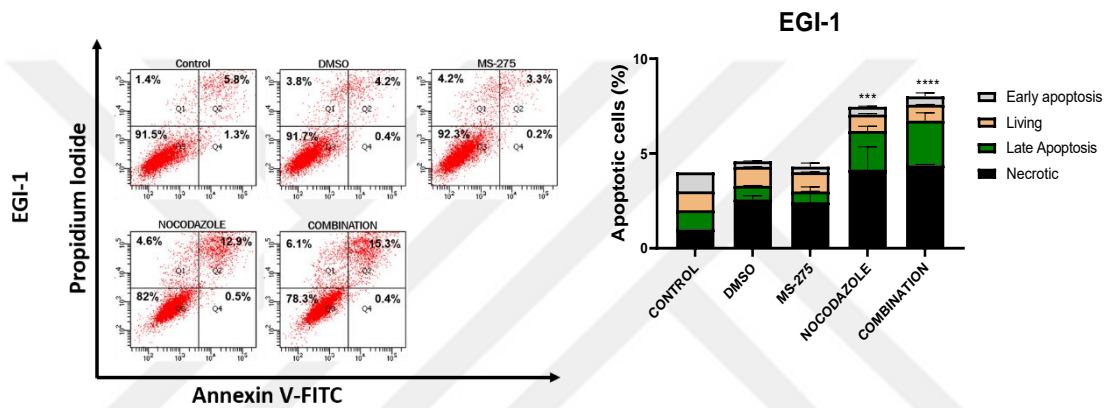 EGI-1
Propidium Iodide
Annexin V-FITC
Control
1.4%
5.8%
Q1
Q2
91.5%
1.3%
Q4
DMSO
3.8%
4.2%
Q1
Q2
91.7%
0.4%
Q4
MS-275
4.2%
3.3%
Q1
Q2
92.3%
0.2%
Q4
NOCODAZOLE
4.6%
12.9%
Q1
Q2
82%
0.5%
Q4
COMBINATION
6.1%
15.3%
Q1
Q2
78.3%
0.4%
Q4
EGI-1
Apoptotic cells (%)
10
5
0
***
****
CONTROL
DMSO
MS-275
NOCODAZOLE
COMBINATION
Early apoptosis
Living
Late Apoptosis
Necrotic